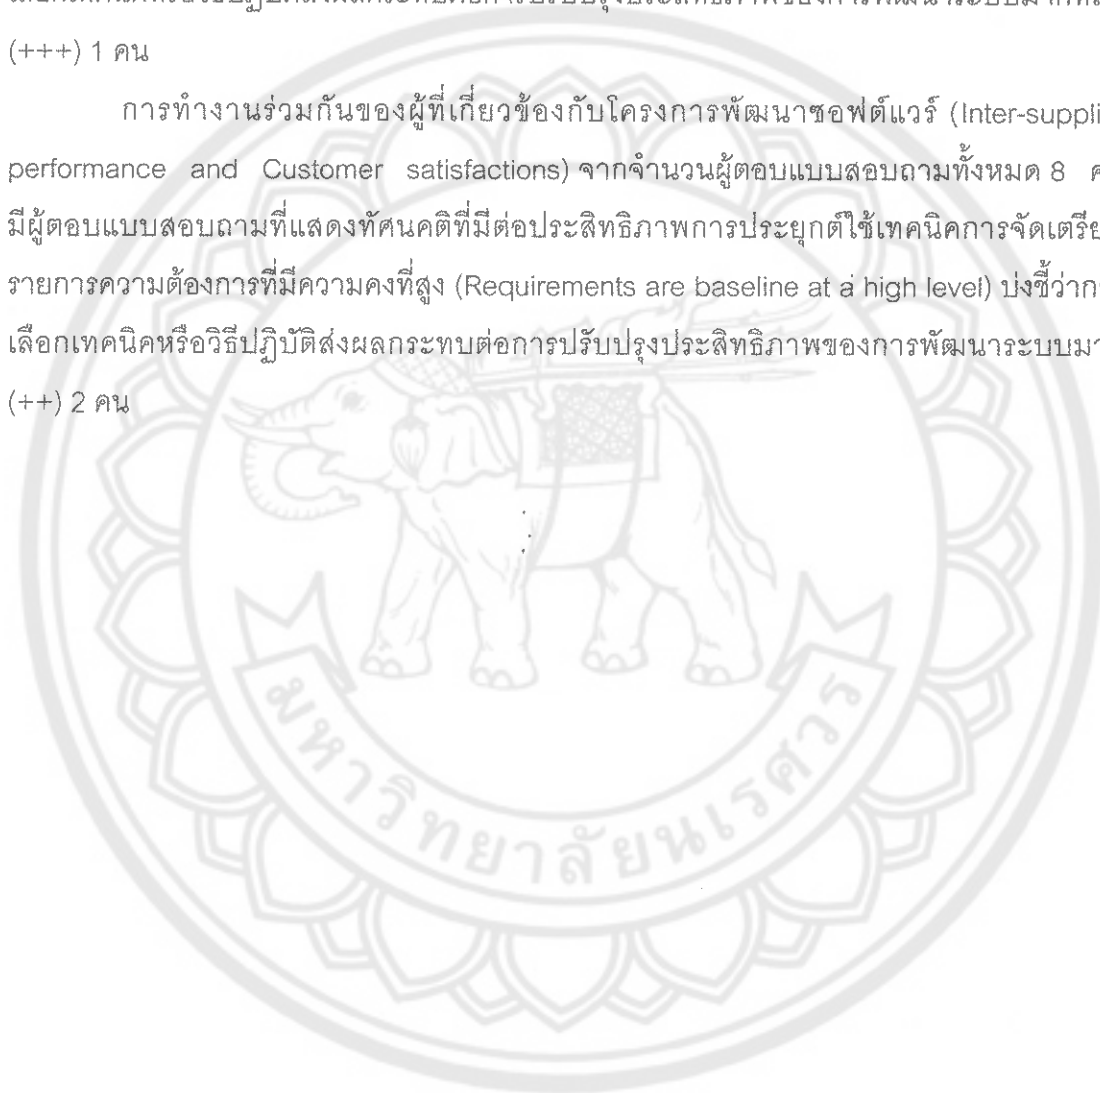 (+++) 1 คน
การทำงานร่วมกันของผู้ที่เกี่ยวข้องกับโครงการพัฒนาซอฟต์แวร์ (Inter-suppli
performance and Customer satisfactions) จากจำนวนผู้ตอบแบบสอบถามทั้งหมด 8
มีผู้ตอบแบบสอบถามที่แสดงทัศนคติที่มีต่อประสิทธิภาพการประยุกต์ใช้เทคนิคการจัดเตรีย
รายการความต้องการที่มีความคงที่สูง (Requirements are baseline at a high level) บ่งชี้ว่าก
เลือกเทคนิคหรือวิธีปฏิบัติส่งผลกระทบต่อการปรับปรุงประสิทธิภาพของการพัฒนาระบบมา
(++) 2 คน
มหาวิทยาลัยนเรศวร